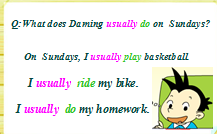 Q:What does Daming usually do on Sundays?
On Sundays, I usually play basketball.
I usually ride my bike.
I usually do my homework.